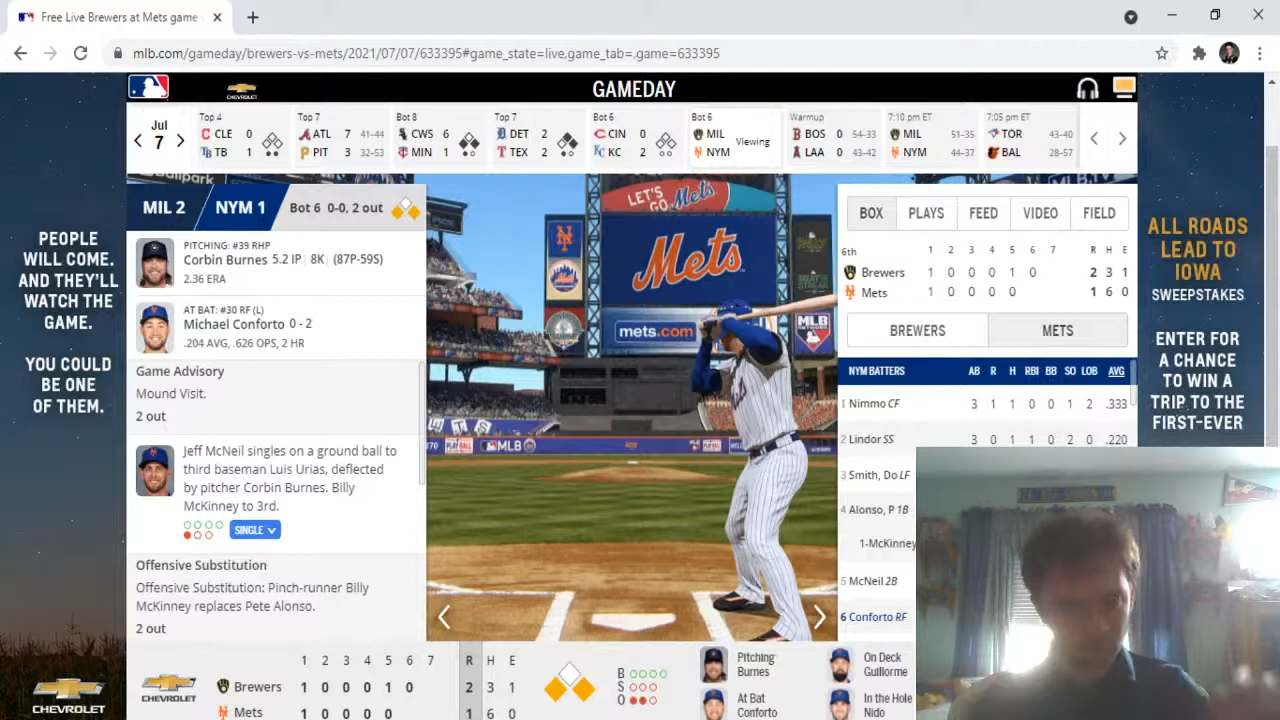 Free Live Brewers at Mets game
mlb.com/gameday/brewers-vs-mets/2021/07/07/633395#game_state=live,game_tab=,game=633395
CHEVROLET
GAMEDAY
Jul
7
Top 4
CLE 0
TB 1
Top 7
ATL 7 41-44
PIT 3 32-53
Bot 8
CWS 6
MIN 1
Top 7
DET 2
TEX 2
Bot 6
CIN 0
KC 2
Bot 6
MIL
NYM
Viewing
Warmup
BOS 0 54-33
LAA 0 43-42
7:10 pm ET
MIL 51-35
NYM 44-37
7:05 pm ET
TOR 43-40
BAL 28-57
PEOPLE
WILL COME.
AND THEY'LL
WATCH THE
GAME.
YOU COULD
BE ONE
OF THEM.
CHEVROLET
MIL 2
NYM 1
Bot 6 0-0, 2 out
PITCHING: #39 RHP
Corbin Burnes 5.2 IP 8K (87P-59S)
2.36 ERA
AT BAT: #30 RF (L)
Michael Conforto 0 - 2
.204 AVG, .626 OPS, 2 HR
Game Advisory
Mound Visit.
2 out
Jeff McNeil singles on a ground ball to
third baseman Luis Urias, deflected
by pitcher Corbin Burnes. Billy
McKinney to 3rd.
SINGLE
Offensive Substitution
Offensive Substitution: Pinch-runner Billy
McKinney replaces Pete Alonso.
2 out
LET'S GO Mets
Mets
mets.com
MLB
NETWORK
BOX PLAYS FEED VIDEO FIELD
6th 1 2 3 4 5 6 7 R H E
Brewers 1 0 0 0 1 0 2 3 1
Mets 1 0 0 0 0 1 6 0
BREWERS METS
NYM BATTERS AB R H RBI BB SO LOB AVG
1 Nimmo CF 3 1 1 0 0 1 2 .333
2 Lindor SS 3 0 1 1 0 2 0 .220
3 Smith, Do LF
4 Alonso, P 1B
1-McKinney
5 McNeil 2B
6 Conforto RF
ALL ROADS
LEAD TO
IOWA
SWEEPSTAKES
ENTER FOR
A CHANCE
TO WIN A
TRIP TO THE
FIRST-EVER
CHEVROLET
1 2 3 4 5 6 7 R H E
Brewers 1 0 0 0 1 0 2 3 1
Mets 1 0 0 0 0 1 6 0
B
S
O
Pitching
Burnes
At Bat
Conforto
On Deck
Guillorme
In the Hole
Nido